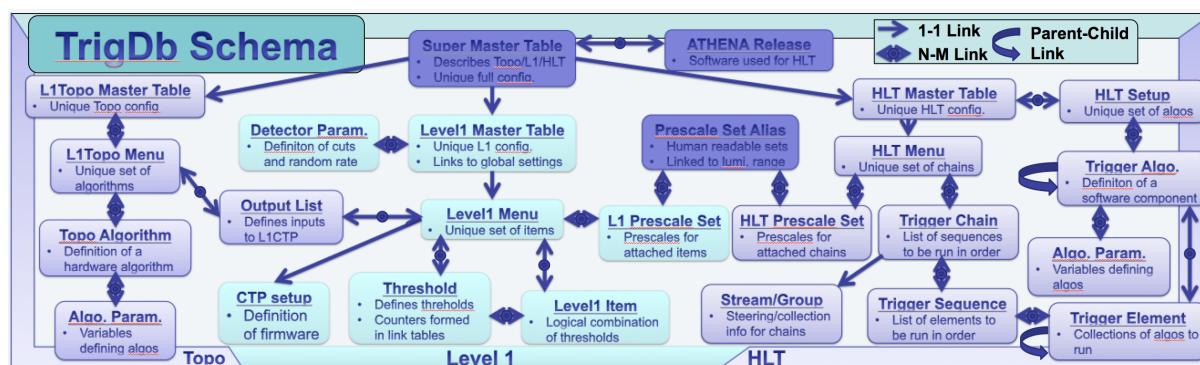 TrigDb Schema
Super Master Table
• Describes Topo/L1/HLT
• Unique full config.
ATHENA Release
• Software used for HLT
1-1 Link
N-M Link
Parent-Child
Link
L1Topo Master Table
• Unique Topo config
HLT Master Table
• Unique HLT config.
HLT Setup
• Unique set of algos
Detector Param.
• Definiton of cuts
and random rate
Level1 Master Table
• Unique L1 config.
• Links to global settings
Prescale Set Alias
• Human readable sets
• Linked to lumi. range
HLT Menu
• Unique set of chains
L1Topo Menu
• Unique set of
algorithms
Trigger Algo.
• Definiton of a
software component
Output List
• Defines inputs
to L1CTP
Level1 Menu
• Unique set of items
L1 Prescale Set
• Prescales for
attached items
HLT Prescale Set
• Prescales for
attached chains
Trigger Chain
• List of sequences
to be run in order
Topo Algorithm
• Definition of a
hardware algorithm
Algo. Param.
• Variables defining
algos
CTP setup
• Definition
of firmware
Threshold
• Defines threholds
• Counters formed
in link tables
Level1 Item
• Logical combination
of thresholds
Stream/Group
• Steering/collection
info for chains
Trigger Sequence
• List of elements to
be run in order
Trigger Element
• Collections of algos to
run
Algo. Param.
• Variables
defining algos
Topo
Level 1
HLT